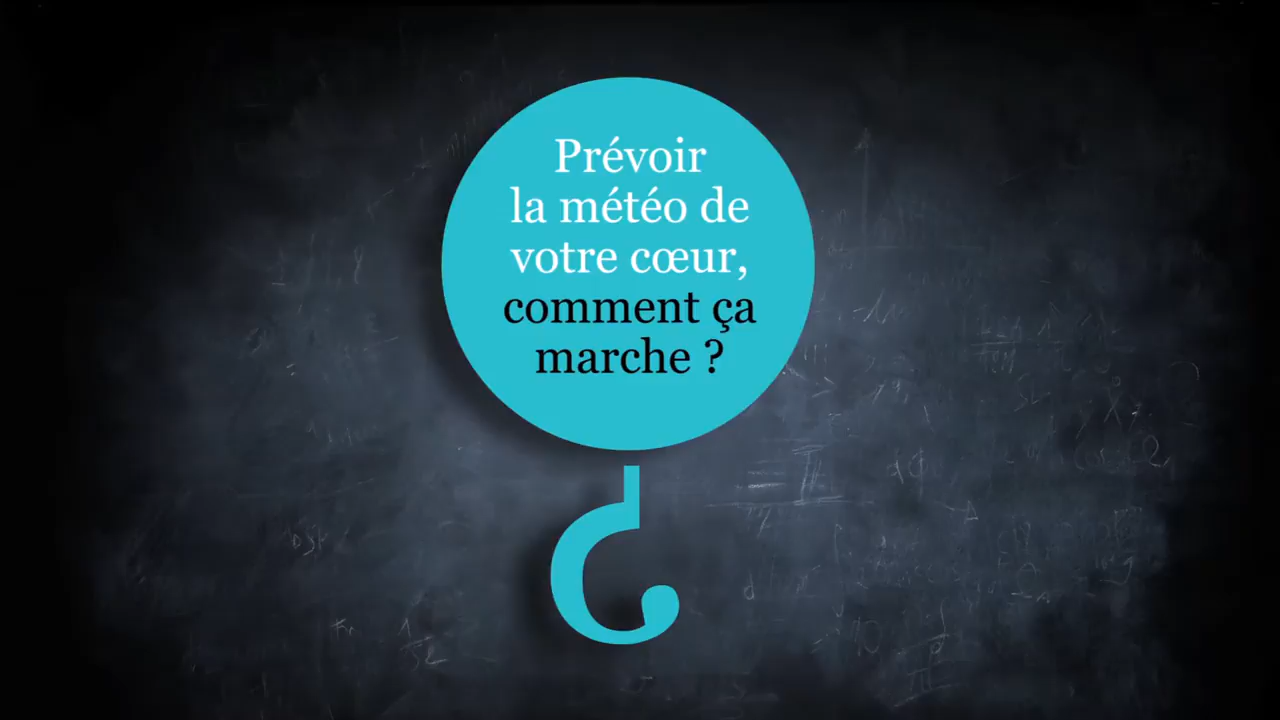 Prévoir
la météo de
votre cœur,
comment ça
marche ?